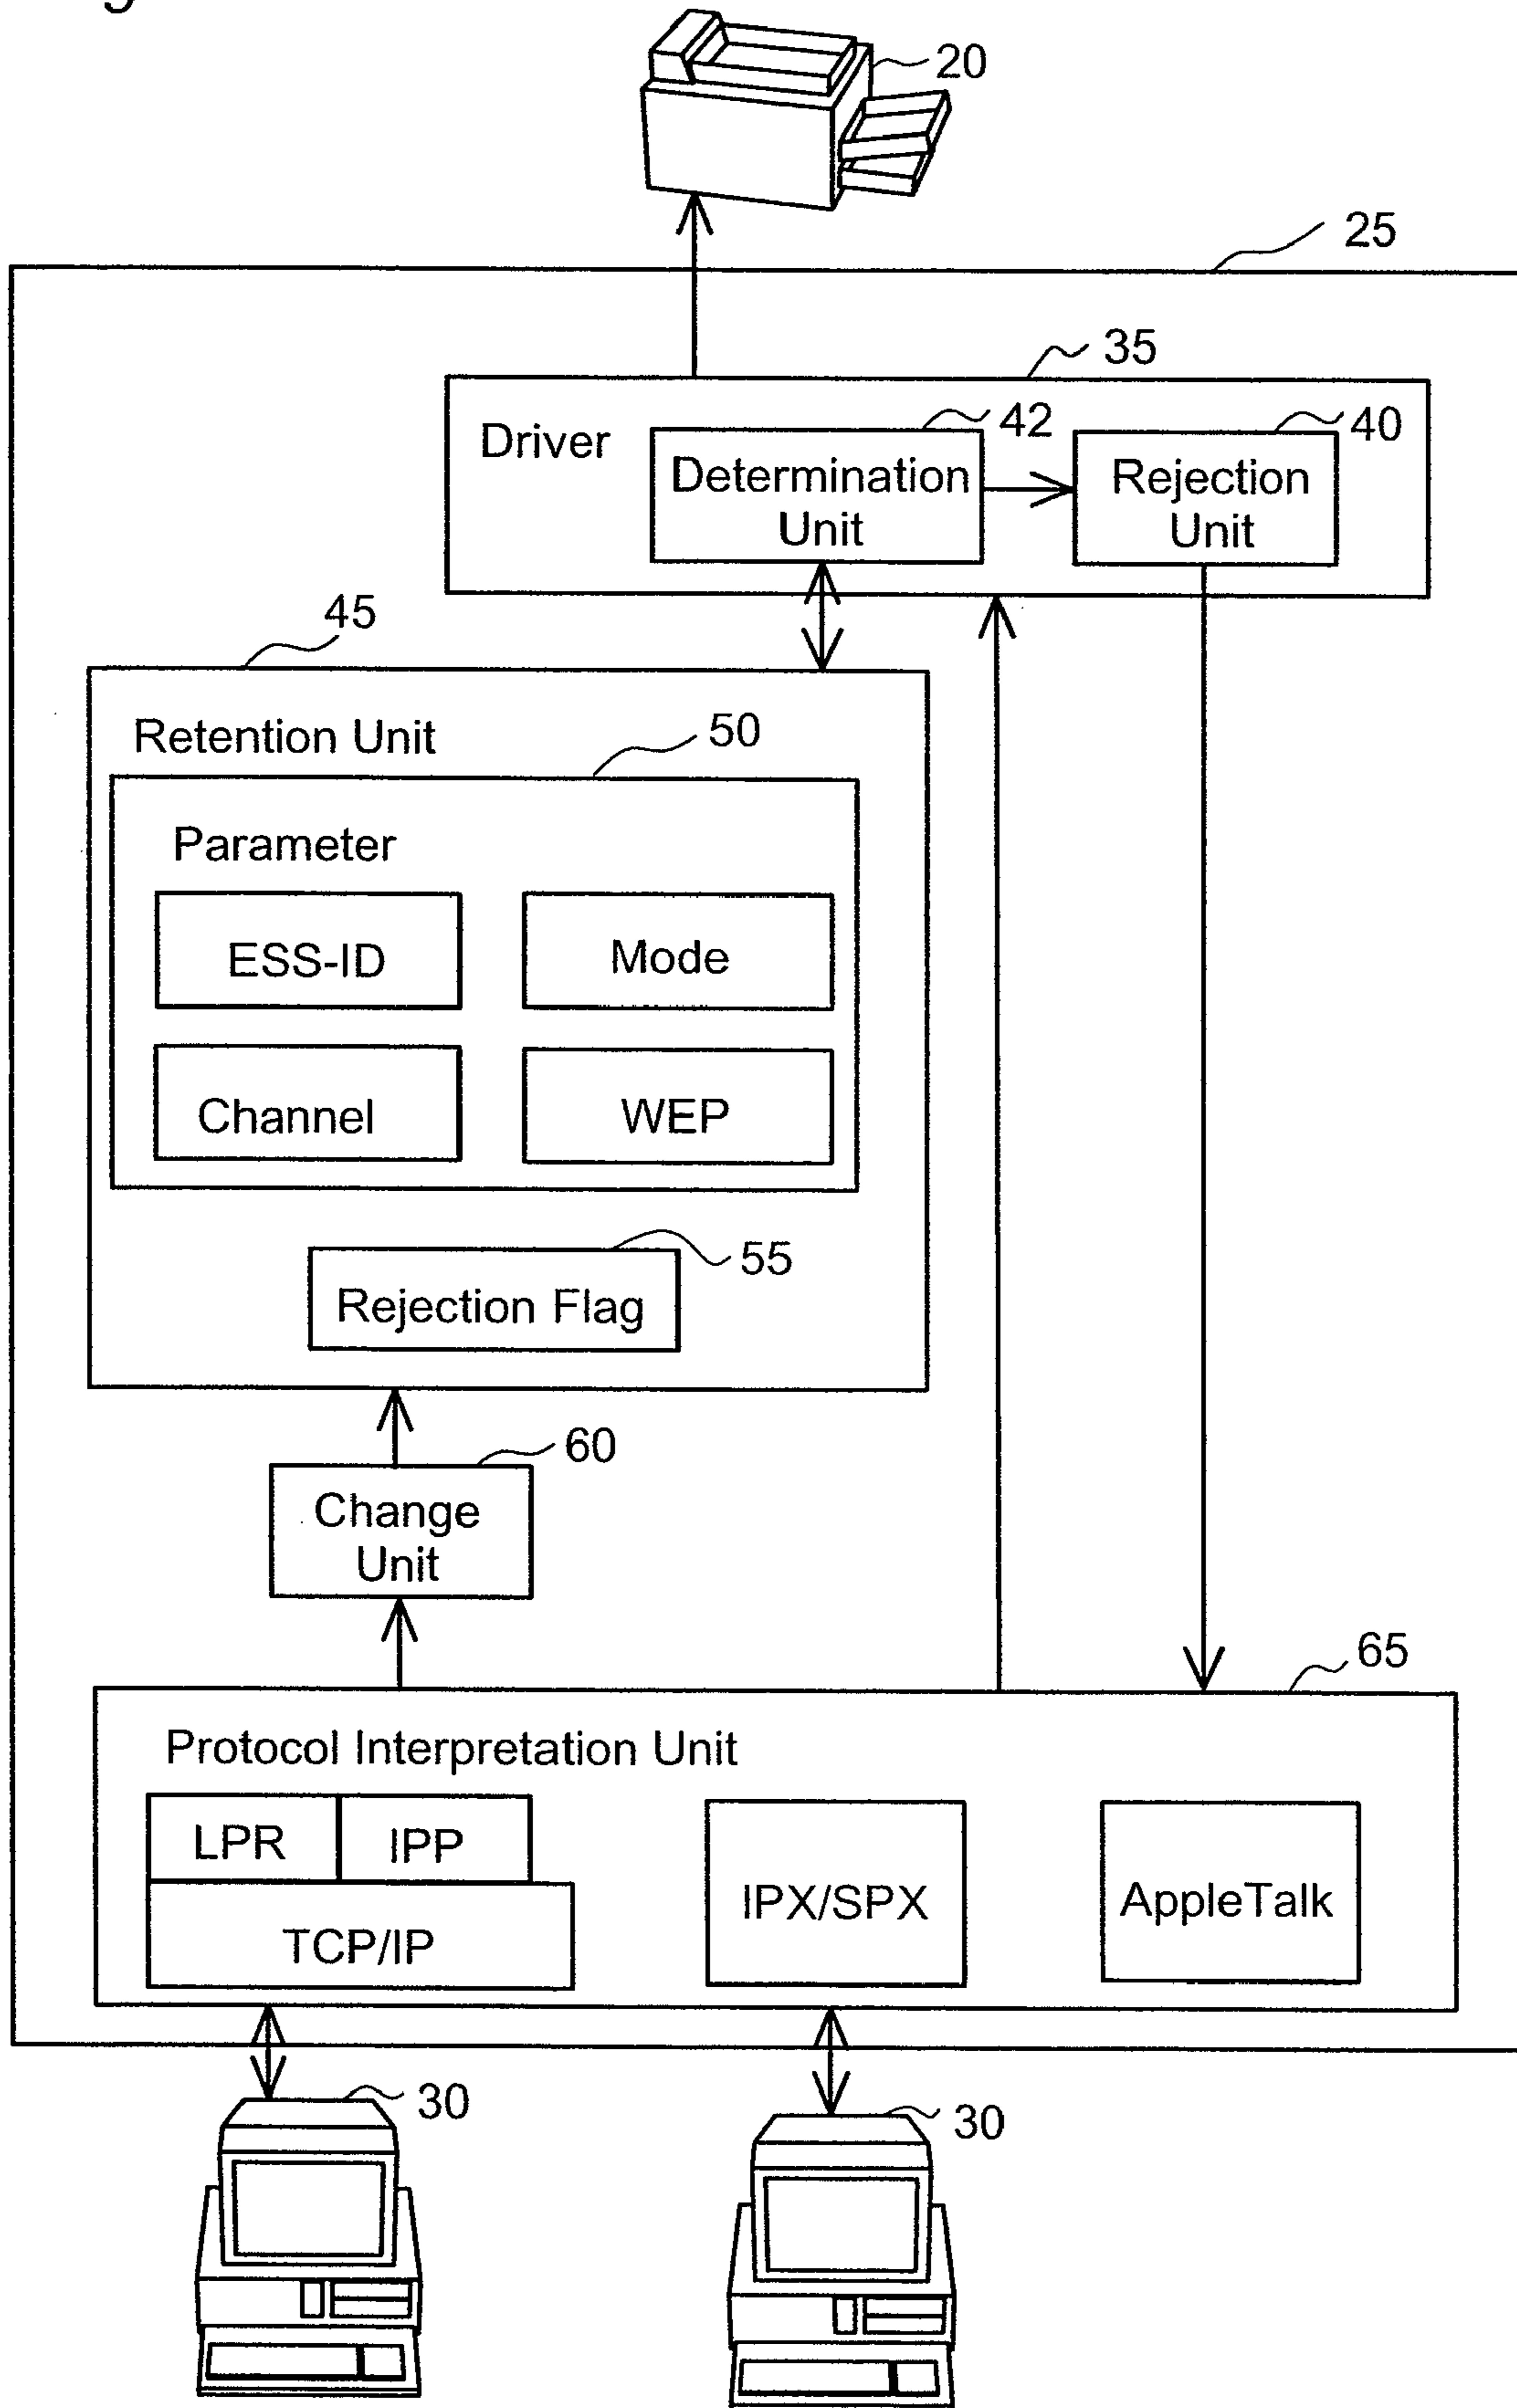 20
25
35
Driver
42
40
Determination
Unit
Rejection
Unit
45
Retention Unit
50
Parameter
ESS-ID
Mode
Channel
WEP
55
Rejection Flag
60
Change
Unit
65
Protocol Interpretation Unit
LPR
IPP
TCP/IP
IPX/SPX
AppleTalk
30
30